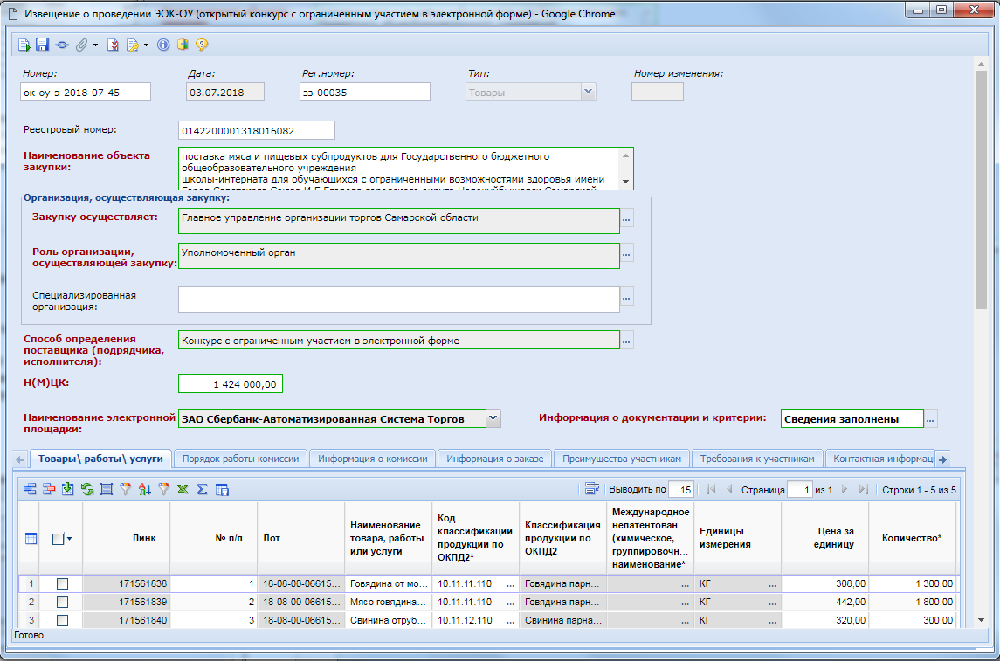 Извещение о проведении ЭОК-ОУ (открытый конкурс с ограниченным участием в электронной форме) - Google Chrome
Номер: Дата: Рег.номер: Тип: Номер изменения:
ок-оу-э-2018-07-45 03.07.2018 зз-00035 Товары
Реестровый номер: 0142200001318016082
Наименование объекта
закупки:
поставка мяса и пищевых субпродуктов для Государственного бюджетного
общеобразовательного учреждения
школы-интерната для обучающихся с ограниченными возможностями здоровья имени
Организация, осуществляющая закупку:
Закупку осуществляет: Главное управление организации торгов Самарской области ...
Роль организации,
осуществляющей закупку:
Уполномоченный орган ...
Специализированная
организация:
...
Способ определения
поставщика (подрядчика,
исполнителя):
Конкурс с ограниченным участием в электронной форме ...
Н(М)ЦК: 1 424 000,00
Наименование электронной
площадки:
ЗАО Сбербанк-Автоматизированная Система Торгов
Информация о документации и критерии: Сведения заполнены ...
Товары\ работы\ услуги Порядок работы комиссии Информация о комиссии Информация о заказе Преимущества участникам Требования к участникам Контактная информац
Выводить по 15 Страница 1 из 1 Строки 1 - 5 из 5
Линк
№ п/п
Лот
Наименование
товара, работы
или услуги
Код
классификации
продукции по
ОКПД2*
Классификация
продукции по
ОКПД2
Международное
непатентован...
(химическое,
группировочн...
наименование*
Единицы
измерения
Цена за
единицу
Количество*
1 171561838 1 18-08-00-06615... Говядина от мо... 10.11.11.110 ... Говядина парн... ... КГ ... 308,00 1 300,00
2 171561839 2 18-08-00-06615... Мясо говядина... 10.11.11.110 ... Говядина парн... ... КГ ... 442,00 1 800,00
3 171561840 3 18-08-00-06615... Свинина отруб... 10.11.12.110 ... Свинина парна... ... КГ ... 320,00 300,00
Готово